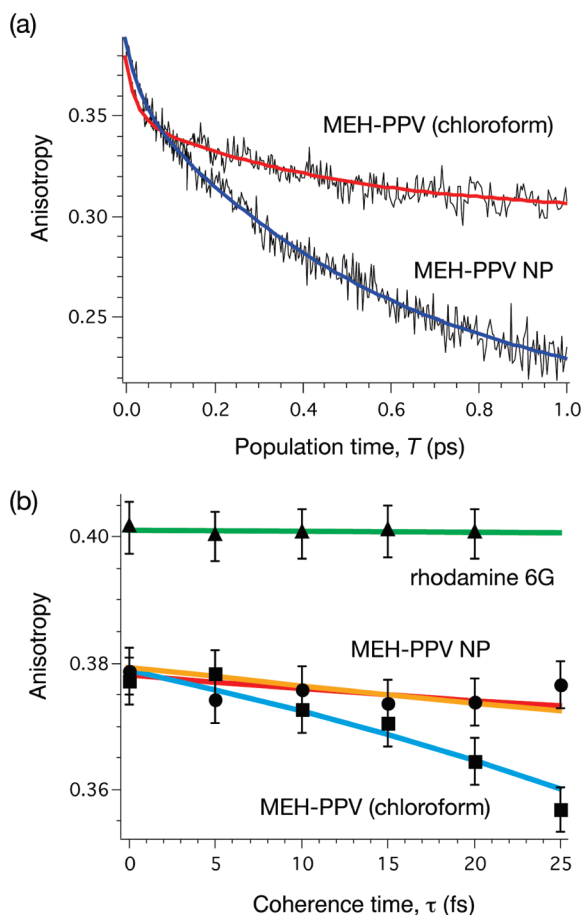 (a)
0.35
0.30
0.25
Anisotropy
MEH-PPV (chloroform)
MEH-PPV NP
0.0 0.2 0.4 0.6 0.8 1.0
Population time, T (ps)
(b)
0.40
0.38
0.36
Anisotropy
rhodamine 6G
MEH-PPV NP
MEH-PPV (chloroform)
0 5 10 15 20 25
Coherence time, τ (fs)